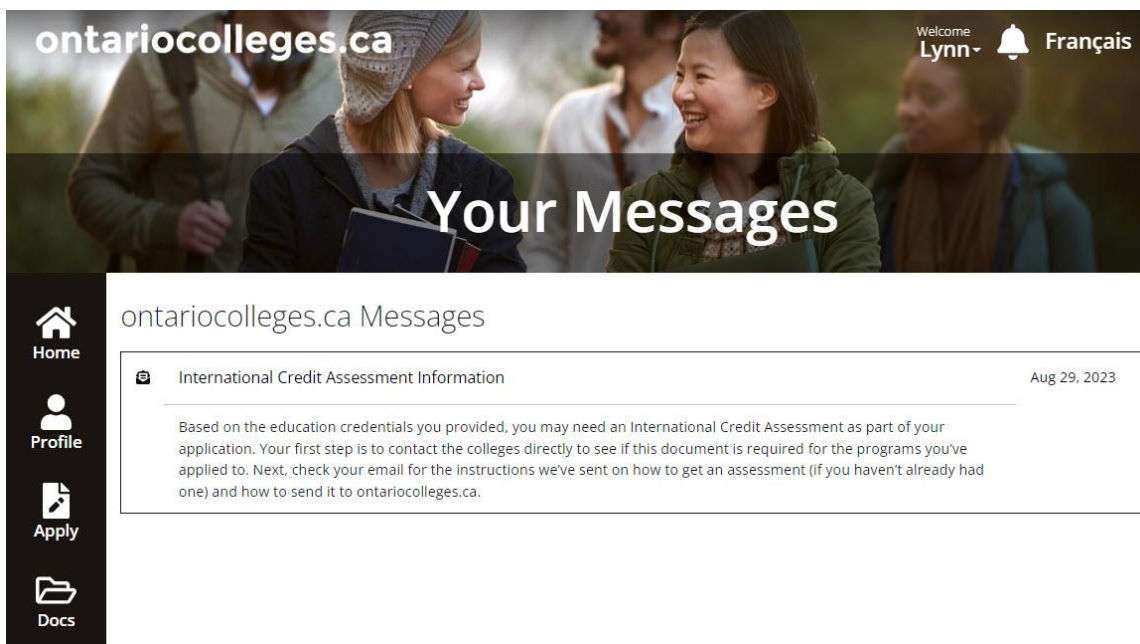 ontariocolleges.ca
Welcome
Lynn
Français
Your Messages
Home
Profile
Apply
Docs
ontariocolleges.ca Messages
International Credit Assessment Information
Aug 29, 2023
Based on the education credentials you provided, you may need an International Credit Assessment as part of your
application. Your first step is to contact the colleges directly to see if this document is required for the programs you've
applied to. Next, check your email for the instructions we've sent on how to get an assessment (if you haven't already had
one) and how to send it to ontariocolleges.ca.